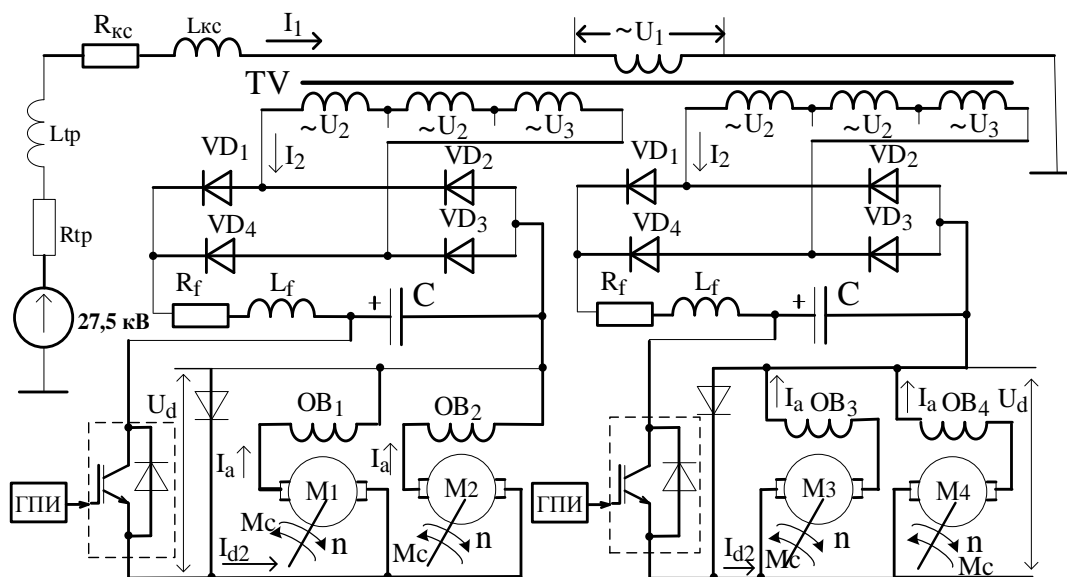 Rкс Lкс I1 ~U1
TV
Ltp ~U2 ~U2 ~U3 ~U2 ~U2 ~U3
VD1 I2 VD2 VD1 I2 VD2
VD4 VD3 VD4 VD3
Rtp
Rf Lf + C Rf Lf + C
27,5 кВ
Ud OB1 OB2 Ia OB3 Ia OB4 Ud
Ia Ia
ГПИ M1 M2 ГПИ M3 M4
Mc n Mc n Mc n Mc n
Id2 Id2